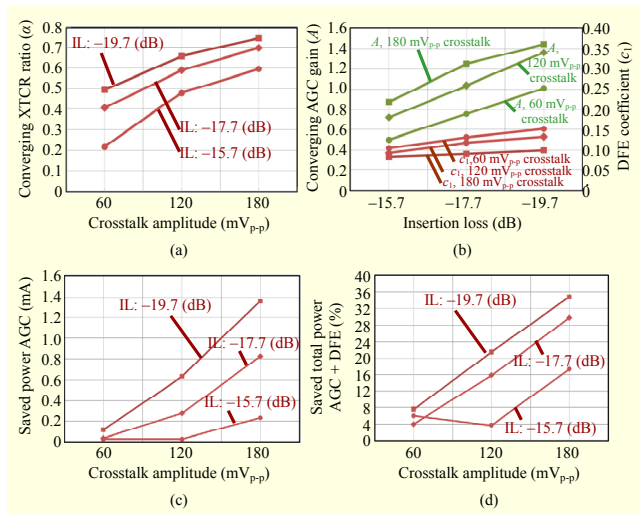 0.8
0.7
0.6
0.5
0.4
0.3
0.2
0.1
0
Converging XTCR ratio (α)
IL: –19.7 (dB)
IL: –17.7 (dB)
IL: –15.7 (dB)
60 120 180
Crosstalk amplitude (mVp-p)
(a)
1.6
1.4
1.2
1.0
0.8
0.6
0.4
0.2
0
Converging AGC gain (A)
A, 180 mVp-p crosstalk
A,
120 mVp-p
crosstalk
A, 60 mVp-p
crosstalk
c1,60 mVp-p crosstalk
c1, 120 mVp-p crosstalk
c1, 180 mVp-p crosstalk
0.40
0.35
0.30
0.25
0.20
0.15
0.10
0.05
0.00
DFE coefficient (c1)
–15.7 –17.7 –19.7
Insertion loss (dB)
(b)
1.6
1.4
1.2
1.0
0.8
0.6
0.4
0.2
0
Saved power AGC (mA)
IL: –19.7 (dB)
IL: –17.7 (dB)
IL: –15.7 (dB)
60 120 180
Crosstalk amplitude (mVp-p)
(c)
40
36
32
28
24
20
16
12
8
4
0
Saved total power
AGC + DFE (%)
IL: –19.7 (dB)
IL: –17.7 (dB)
IL: –15.7 (dB)
60 120 180
Crosstalk amplitude (mVp-p)
(d)